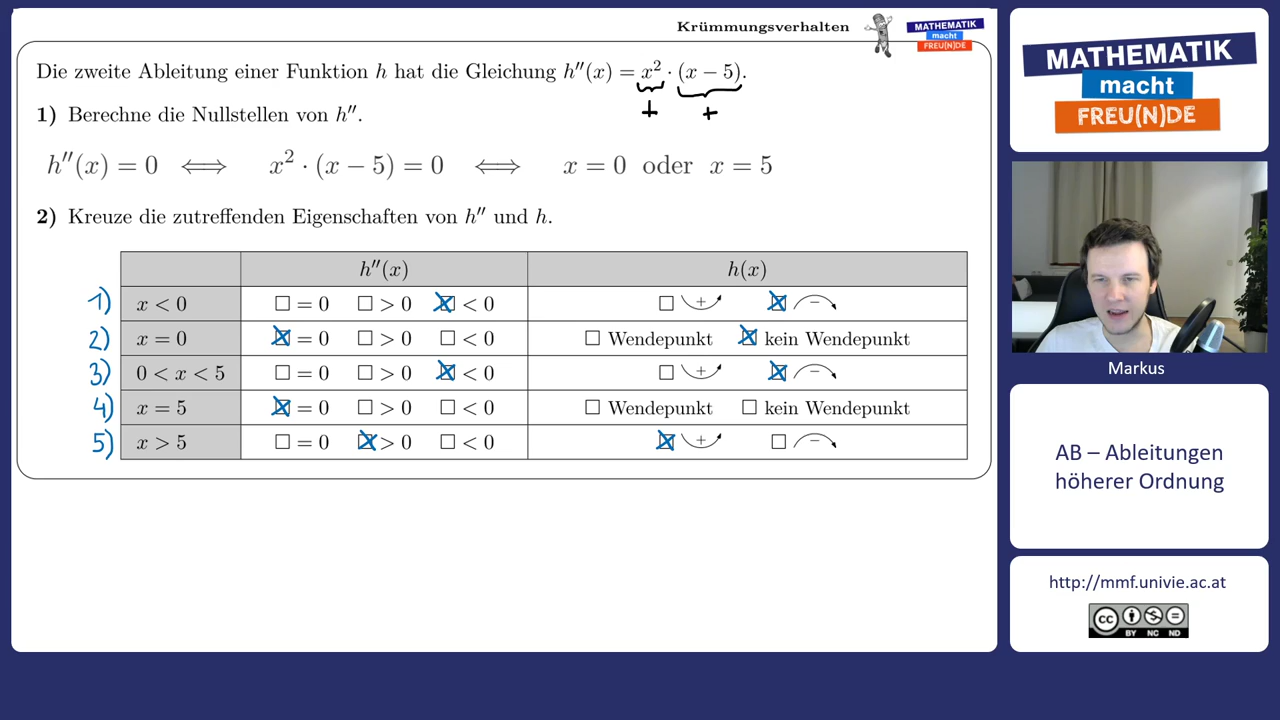 Krümmungsverhalten
MATHEMATIK
macht
FREU(N)DE
Die zweite Ableitung einer Funktion h hat die Gleichung h″(x) = x² · (x − 5).
+ +
1) Berechne die Nullstellen von h″.
h″(x) = 0 ⟺ x² · (x − 5) = 0 ⟺ x = 0 oder x = 5
2) Kreuze die zutreffenden Eigenschaften von h″ und h.
h″(x) h(x)
1) x < 0 ☐ = 0 ☐ > 0 ☒ < 0 ☐ + ☒ −
2) x = 0 ☒ = 0 ☐ > 0 ☐ < 0 ☐ Wendepunkt ☒ kein Wendepunkt
3) 0 < x < 5 ☐ = 0 ☐ > 0 ☒ < 0 ☐ + ☒ −
4) x = 5 ☒ = 0 ☐ > 0 ☐ < 0 ☐ Wendepunkt ☐ kein Wendepunkt
5) x > 5 ☐ = 0 ☒ > 0 ☐ < 0 ☒ + ☐ −
MATHEMATIK
macht
FREU(N)DE
Markus
AB – Ableitungen
höherer Ordnung
http://mmf.univie.ac.at
cc
BY NC ND